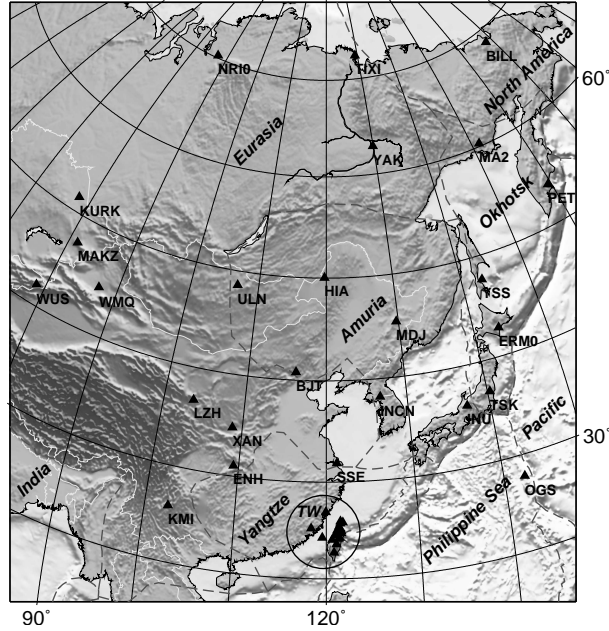 BILL
NRI0
TIXI
North America
60°
Eurasia
YAK
MA2
Okhotsk
PET
KURK
MAKZ
WUS
WMQ
ULN
HIA
YSS
Amuria
MDJ
ERM0
BJT
LZH
INCN
JNU
TSK
XAN
Pacific
30°
ENH
SSE
India
OGS
KMI
Yangtze
TW
Philippine Sea
90°
120°